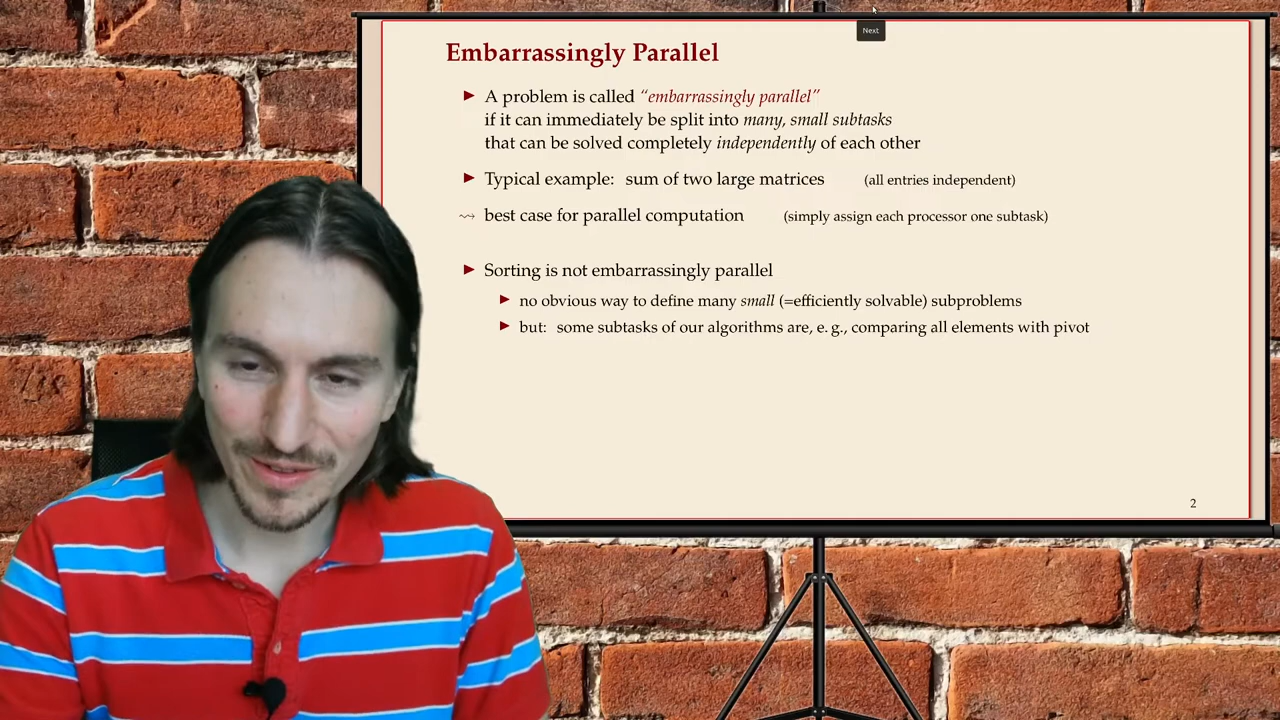 Next
Embarrassingly Parallel
► A problem is called “embarrassingly parallel”
if it can immediately be split into many, small subtasks
that can be solved completely independently of each other
► Typical example: sum of two large matrices (all entries independent)
⇝ best case for parallel computation (simply assign each processor one subtask)
► Sorting is not embarrassingly parallel
► no obvious way to define many small (=efficiently solvable) subproblems
► but: some subtasks of our algorithms are, e. g., comparing all elements with pivot
2